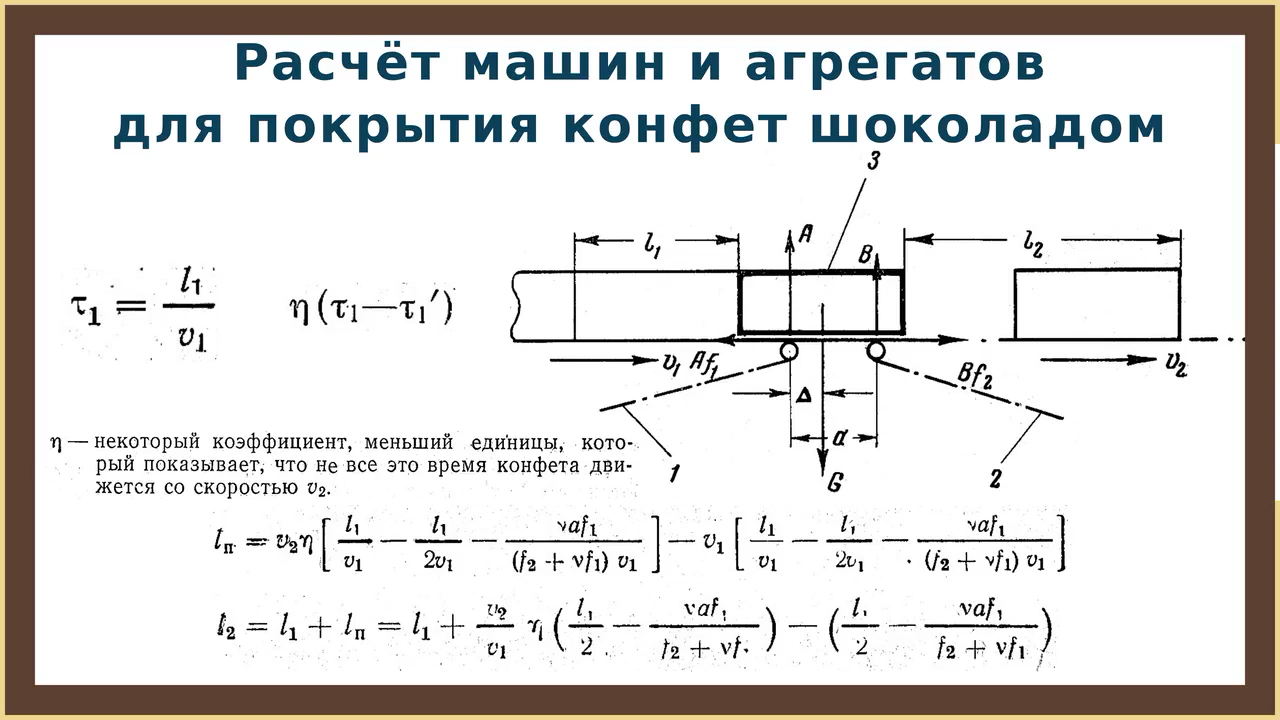 Расчёт машин и агрегатов
для покрытия конфет шоколадом
3
l₁
A
B
l₂
τ₁ = l₁/v₁
η (τ₁ — τ₁′)
v₁ Af₁
Bf₂
v₂
Δ
a
1
G
2
η — некоторый коэффициент, меньший единицы, кото-
рый показывает, что не все это время конфета дви-
жется со скоростью v₂.
lп = v₂η [ l₁/v₁ — l₁/2v₁ — νaf₁/(f₂ + νf₁) v₁ ] — v₁ [ l₁/v₁ — l₁/2v₁ — νaf₁/(f₂ + νf₁) v₁ ]
l₂ = l₁ + lп = l₁ + v₂/v₁ η ( l₁/2 — νaf₁/f₂ + νf₁ ) — ( l₁/2 — νaf₁/f₂ + νf₁ )